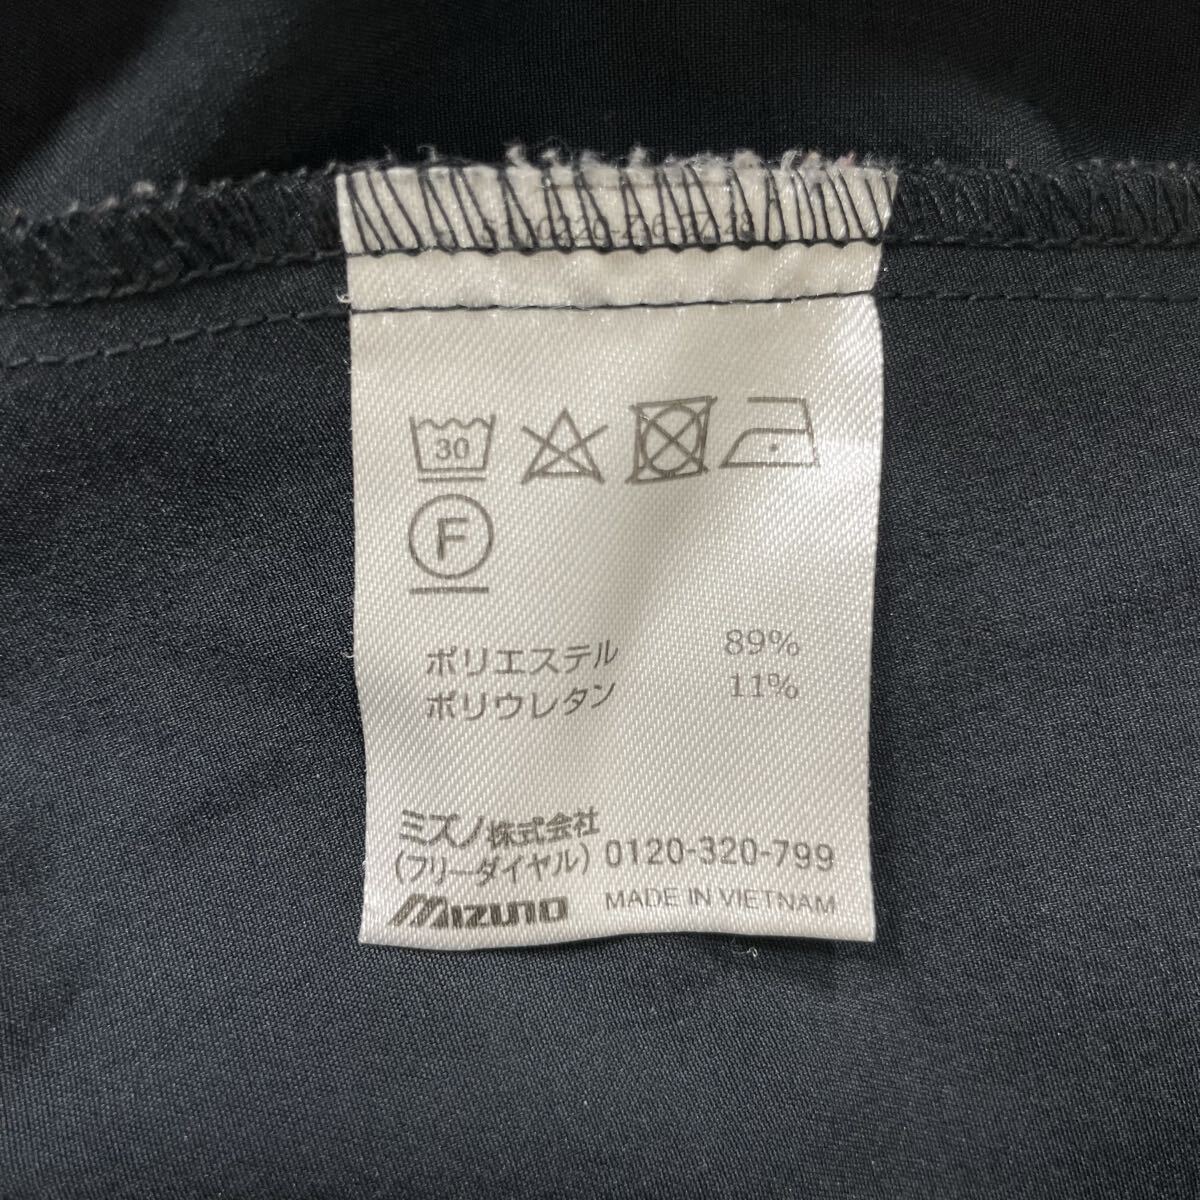 30
F
ポリエステル 89%
ポリウレタン 11%
ミズノ株式会社
(フリーダイヤル) 0120-320-799
MIZUNO MADE IN VIETNAM